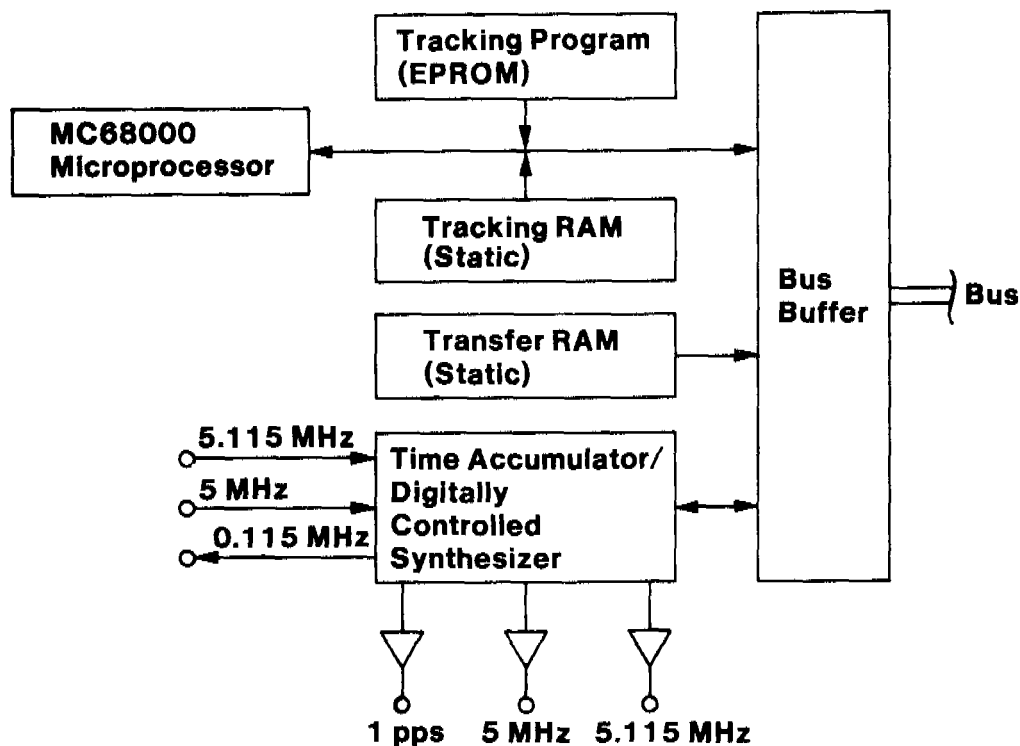 Tracking Program
(EPROM)
MC68000
Microprocessor
Tracking RAM
(Static)
Bus
Buffer
Bus
Transfer RAM
(Static)
5.115 MHz
5 MHz
0.115 MHz
Time Accumulator/
Digitally
Controlled
Synthesizer
1 pps
5 MHz
5.115 MHz